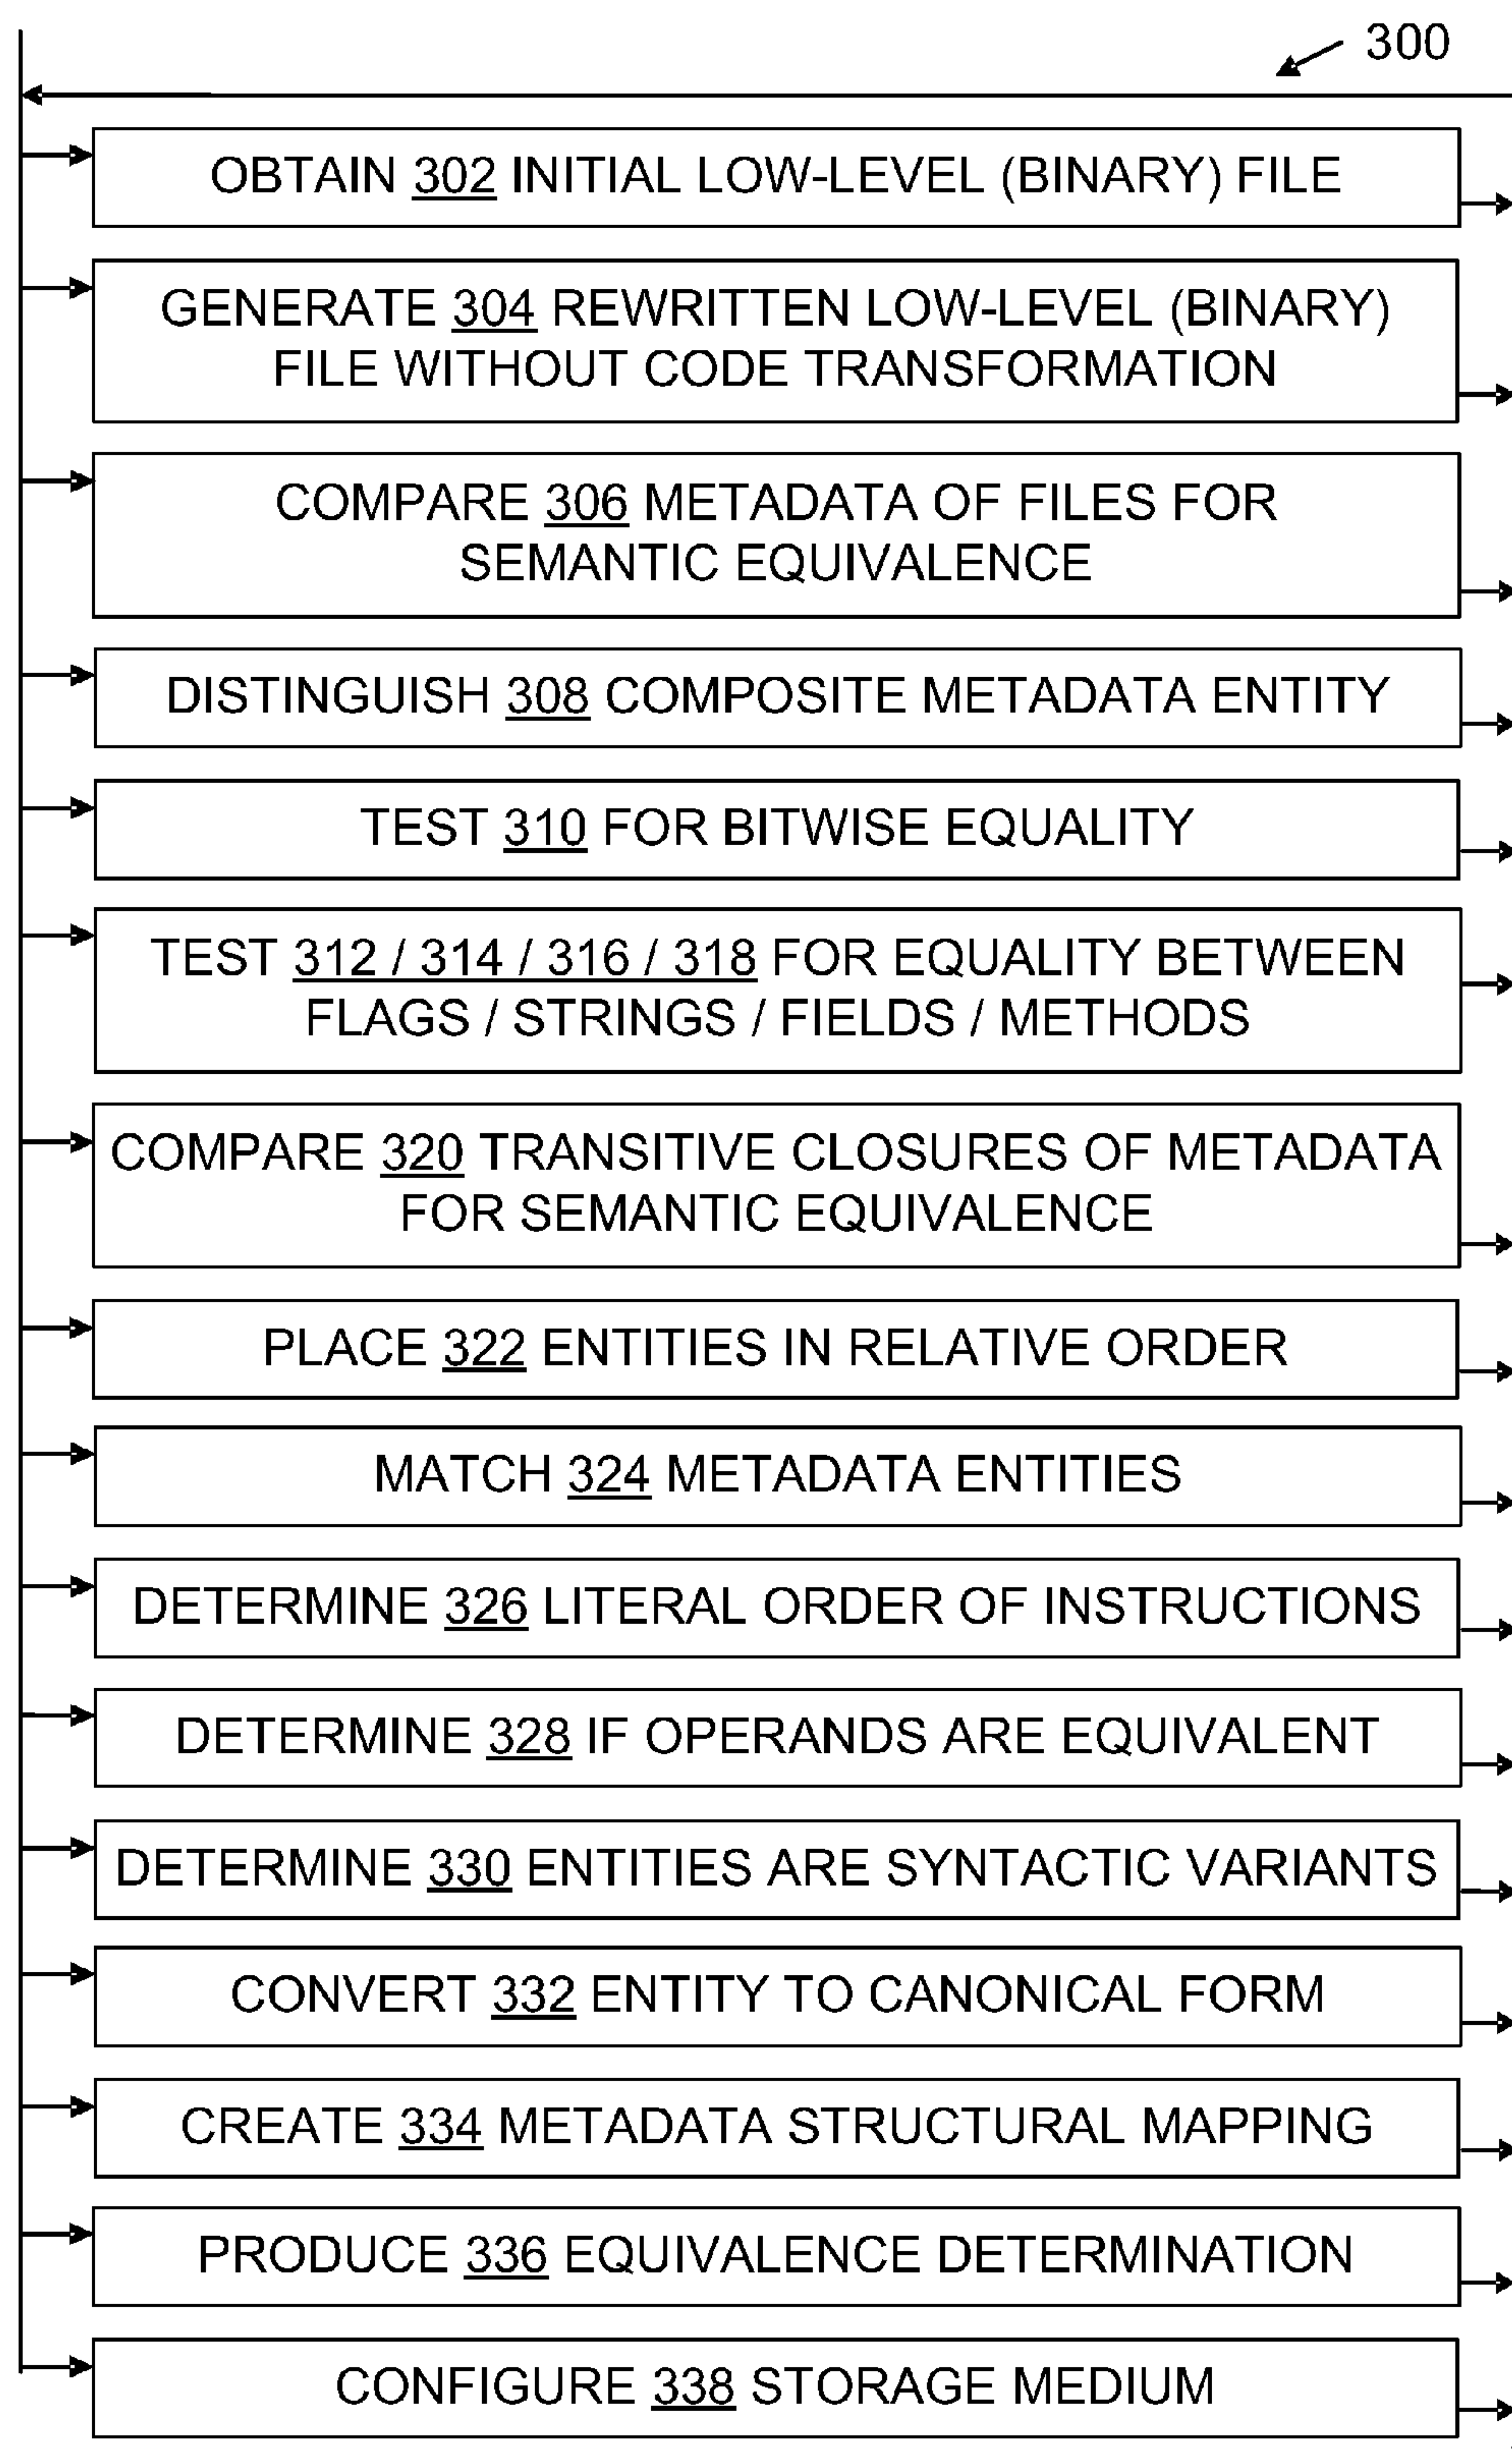 300
OBTAIN 302 INITIAL LOW-LEVEL (BINARY) FILE
GENERATE 304 REWRITTEN LOW-LEVEL (BINARY)
FILE WITHOUT CODE TRANSFORMATION
COMPARE 306 METADATA OF FILES FOR
SEMANTIC EQUIVALENCE
DISTINGUISH 308 COMPOSITE METADATA ENTITY
TEST 310 FOR BITWISE EQUALITY
TEST 312 / 314 / 316 / 318 FOR EQUALITY BETWEEN
FLAGS / STRINGS / FIELDS / METHODS
COMPARE 320 TRANSITIVE CLOSURES OF METADATA
FOR SEMANTIC EQUIVALENCE
PLACE 322 ENTITIES IN RELATIVE ORDER
MATCH 324 METADATA ENTITIES
DETERMINE 326 LITERAL ORDER OF INSTRUCTIONS
DETERMINE 328 IF OPERANDS ARE EQUIVALENT
DETERMINE 330 ENTITIES ARE SYNTACTIC VARIANTS
CONVERT 332 ENTITY TO CANONICAL FORM
CREATE 334 METADATA STRUCTURAL MAPPING
PRODUCE 336 EQUIVALENCE DETERMINATION
CONFIGURE 338 STORAGE MEDIUM